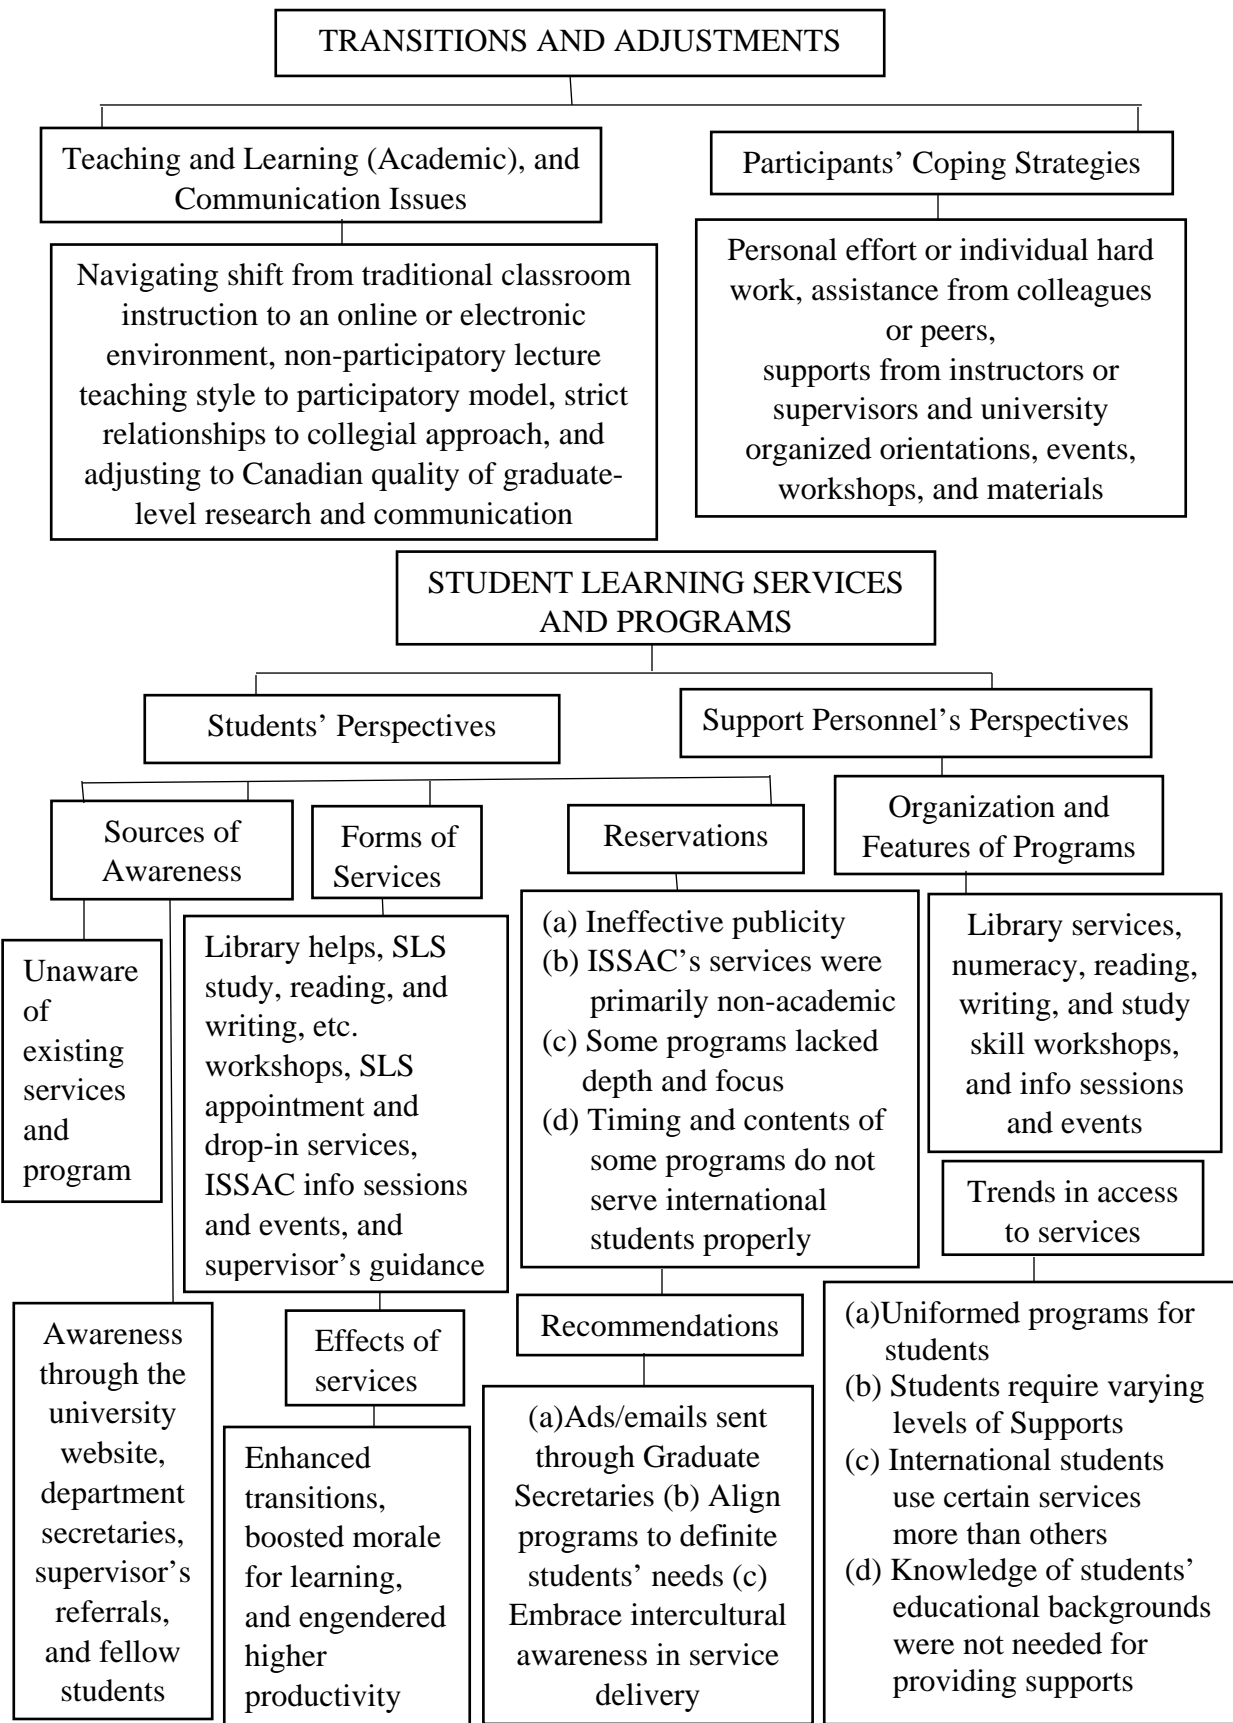 TRANSITIONS AND ADJUSTMENTS
Teaching and Learning (Academic), and
Communication Issues
Participants’ Coping Strategies
Navigating shift from traditional classroom
instruction to an online or electronic
environment, non-participatory lecture
teaching style to participatory model, strict
relationships to collegial approach, and
adjusting to Canadian quality of graduate-
level research and communication
Personal effort or individual hard
work, assistance from colleagues
or peers,
supports from instructors or
supervisors and university
organized orientations, events,
workshops, and materials
STUDENT LEARNING SERVICES
AND PROGRAMS
Students’ Perspectives
Support Personnel’s Perspectives
Sources of
Awareness
Forms of
Services
Reservations
Organization and
Features of Programs
Unaware
of
existing
services
and
program
Library helps, SLS
study, reading, and
writing, etc.
workshops, SLS
appointment and
drop-in services,
ISSAC info sessions
and events, and
supervisor’s guidance
(a) Ineffective publicity
(b) ISSAC’s services were
primarily non-academic
(c) Some programs lacked
depth and focus
(d) Timing and contents of
some programs do not
serve international
students properly
Library services,
numeracy, reading,
writing, and study
skill workshops,
and info sessions
and events
Trends in access
to services
Awareness
through the
university
website,
department
secretaries,
supervisor’s
referrals,
and fellow
students
Effects of
services
Recommendations
Enhanced
transitions,
boosted morale
for learning,
and engendered
higher
productivity
(a)Ads/emails sent
through Graduate
Secretaries (b) Align
programs to definite
students’ needs (c)
Embrace intercultural
awareness in service
delivery
(a)Uniformed programs for
students
(b) Students require varying
levels of Supports
(c) International students
use certain services
more than others
(d) Knowledge of students’
educational backgrounds
were not needed for
providing supports